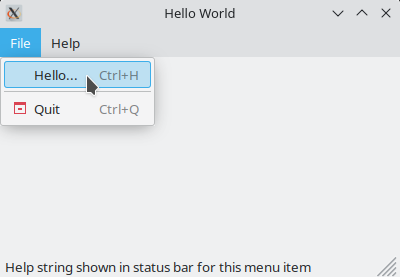 Hello World
File Help
Hello... Ctrl+H
Quit Ctrl+Q
Help string shown in status bar for this menu item